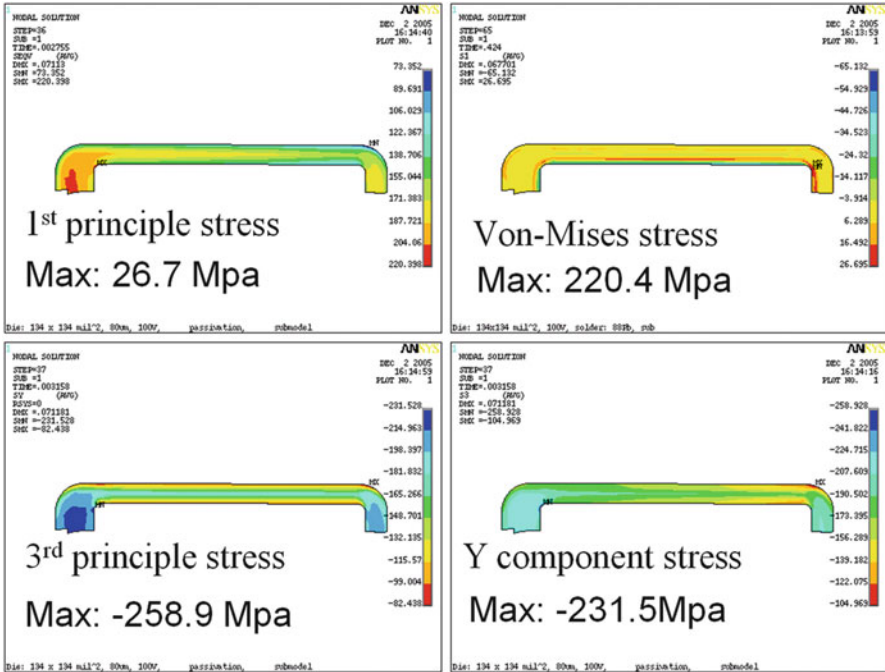 1
ANSYS
NODAL SOLUTION
DEC 2 2005
16:14:40
PLOT NO. 1
STEP=36
SUB =1
TIME=.002755
SEQV (AVG)
DMX =.07113
SMN =73.352
SMX =220.398
MN
MX
73.352
89.691
106.029
122.367
138.706
155.044
171.383
187.721
204.06
220.398
1st principle stress
Max: 26.7 Mpa
Die: 134 x 134 mil^2, 80um, 100V, passivation, submodel
1
ANSYS
NODAL SOLUTION
DEC 2 2005
16:13:59
PLOT NO. 1
STEP=65
SUB =1
TIME=.424
S1 (AVG)
DMX =.067701
SMN =-65.132
SMX =26.695
-65.132
-54.929
-44.726
-34.523
-24.32
-14.117
-3.914
6.289
16.492
26.695
Von-Mises stress
Max: 220.4 Mpa
Die: 134x134 mil^2, 100V, solder: 88Pb, sub
1
ANSYS
NODAL SOLUTION
DEC 2 2005
16:14:59
PLOT NO. 1
STEP=37
SUB =1
TIME=.003158
SY (AVG)
RSYS=0
DMX =.071181
SMN =-231.528
SMX =-82.438
MX
MN
-231.528
-214.963
-198.397
-181.832
-165.266
-148.701
-132.135
-115.57
-99.004
-82.438
3rd principle stress
Max: -258.9 Mpa
Die: 134 x 134 mil^2, 80um, 100V, passivation, submodel
1
ANSYS
NODAL SOLUTION
DEC 2 2005
16:14:16
PLOT NO. 1
STEP=37
SUB =1
TIME=.003158
S3 (AVG)
DMX =.071181
SMN =-258.928
SMX =-104.969
MX
MN
-258.928
-241.822
-224.715
-207.609
-190.502
-173.395
-156.289
-139.182
-122.075
-104.969
Y component stress
Max: -231.5Mpa
Die: 134 x 134 mil^2, 80um, 100V, passivation, submodel